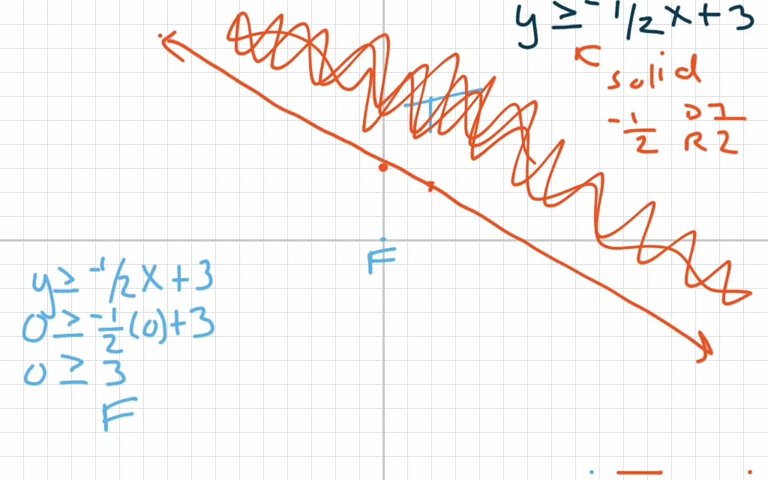 y ≥ -1/2x+3
solid
-1/2 D1/R2
F
y ≥ -1/2x+3
0 ≥ -1/2(0)+3
0 ≥ 3
F
T